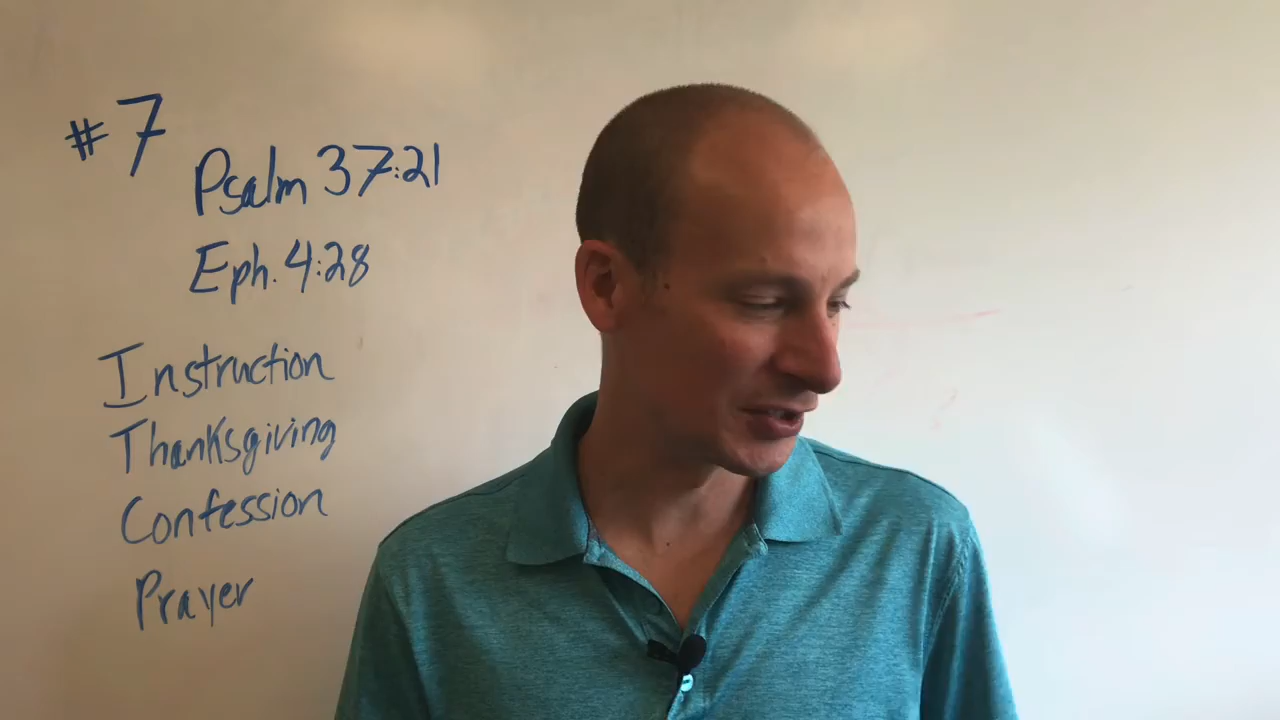 #7
Psalm 37:21
Eph. 4:28
Instruction
Thanksgiving
Confession
Prayer